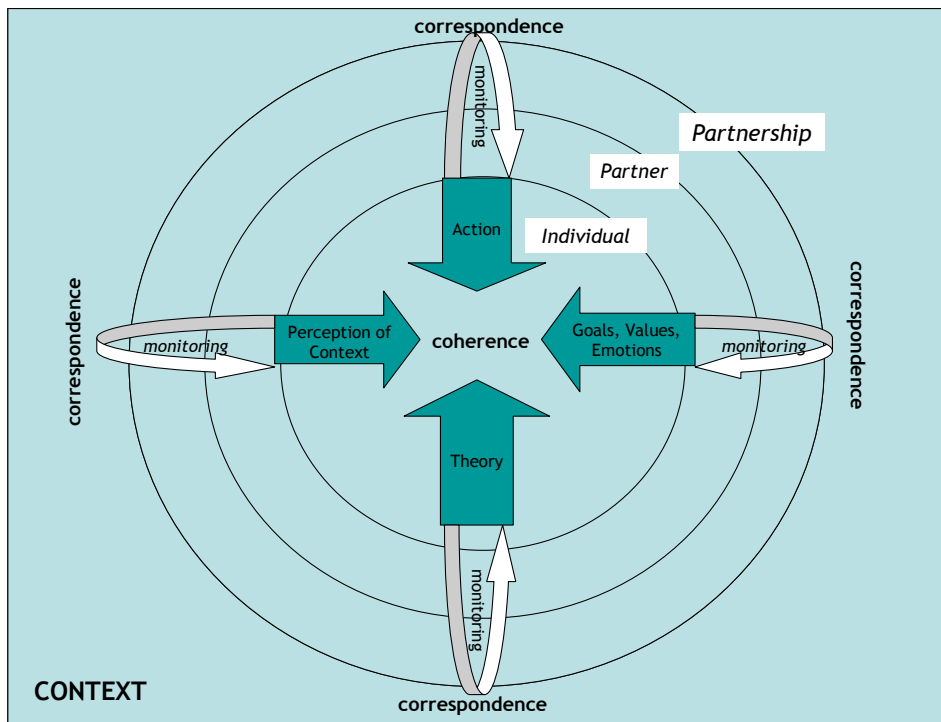 correspondence
monitoring
Partnership
Partner
Action
Individual
correspondence
correspondence
monitoring
Perception of
Context
coherence
Goals, Values,
Emotions
monitoring
Theory
monitoring
CONTEXT
correspondence